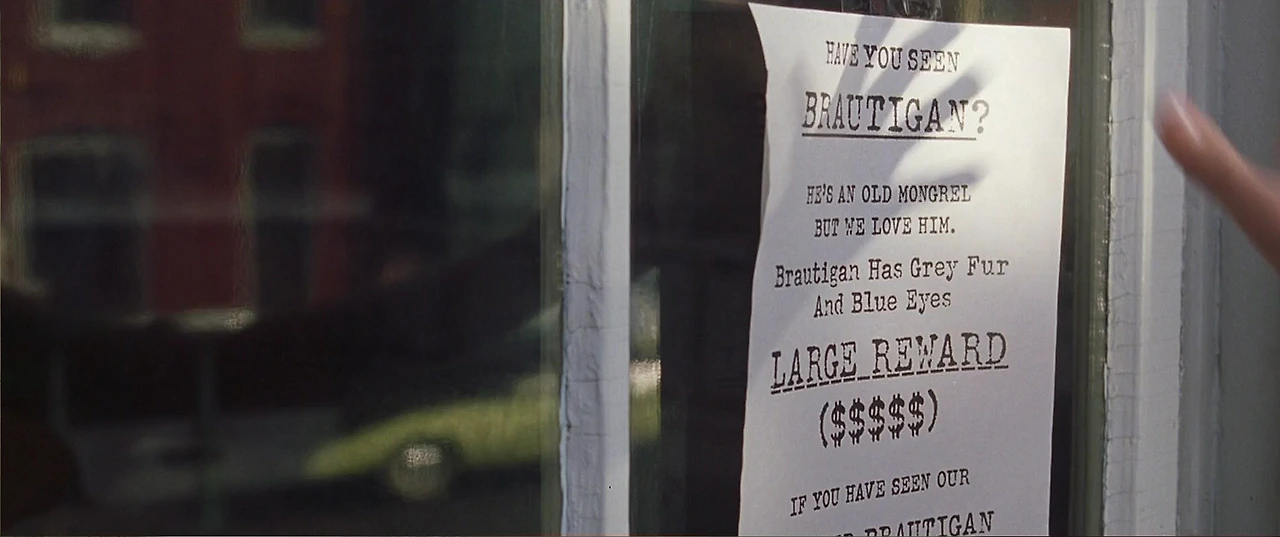 HAVE YOU SEEN
BRAUTIGAN?
HE'S AN OLD MONGREL
BUT WE LOVE HIM.
Brautigan Has Grey Fur
And Blue Eyes
LARGE REWARD
($$$$$)
IF YOU HAVE SEEN OUR
BRAUTIGAN